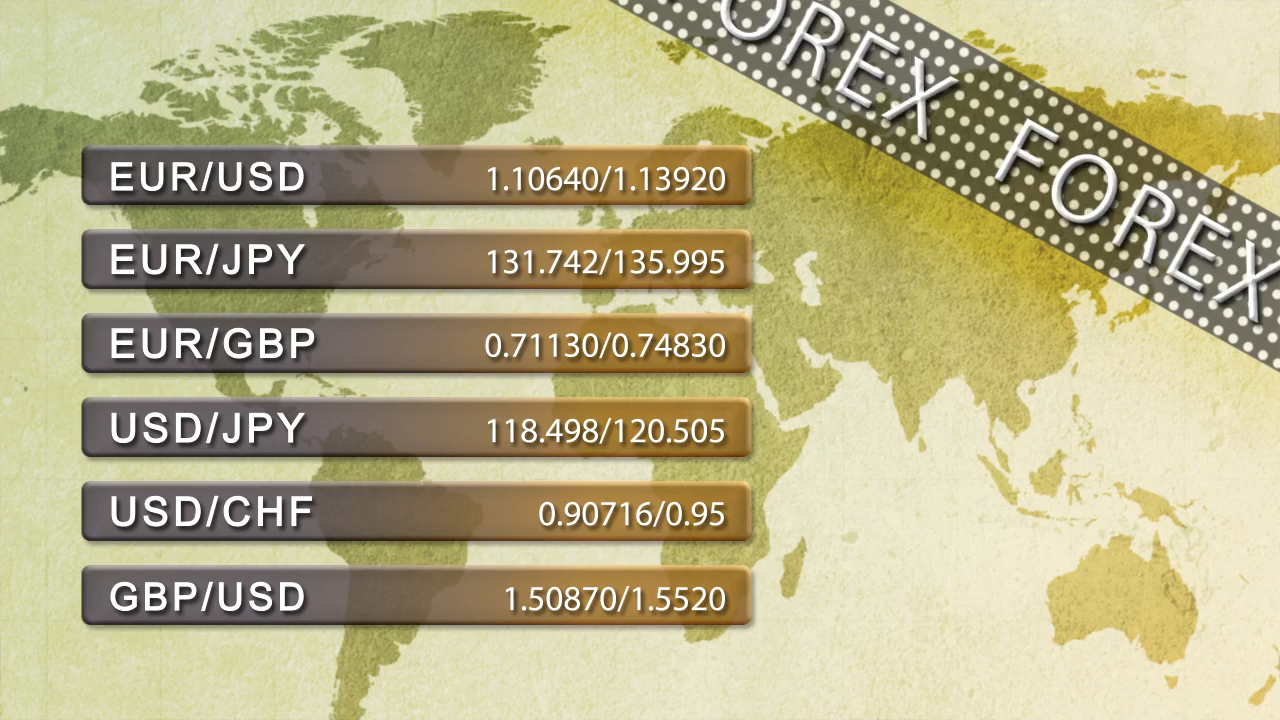 FOREX FOREX
EUR/USD 1.10640/1.13920
EUR/JPY 131.742/135.995
EUR/GBP 0.71130/0.74830
USD/JPY 118.498/120.505
USD/CHF 0.90716/0.95
GBP/USD 1.50870/1.5520